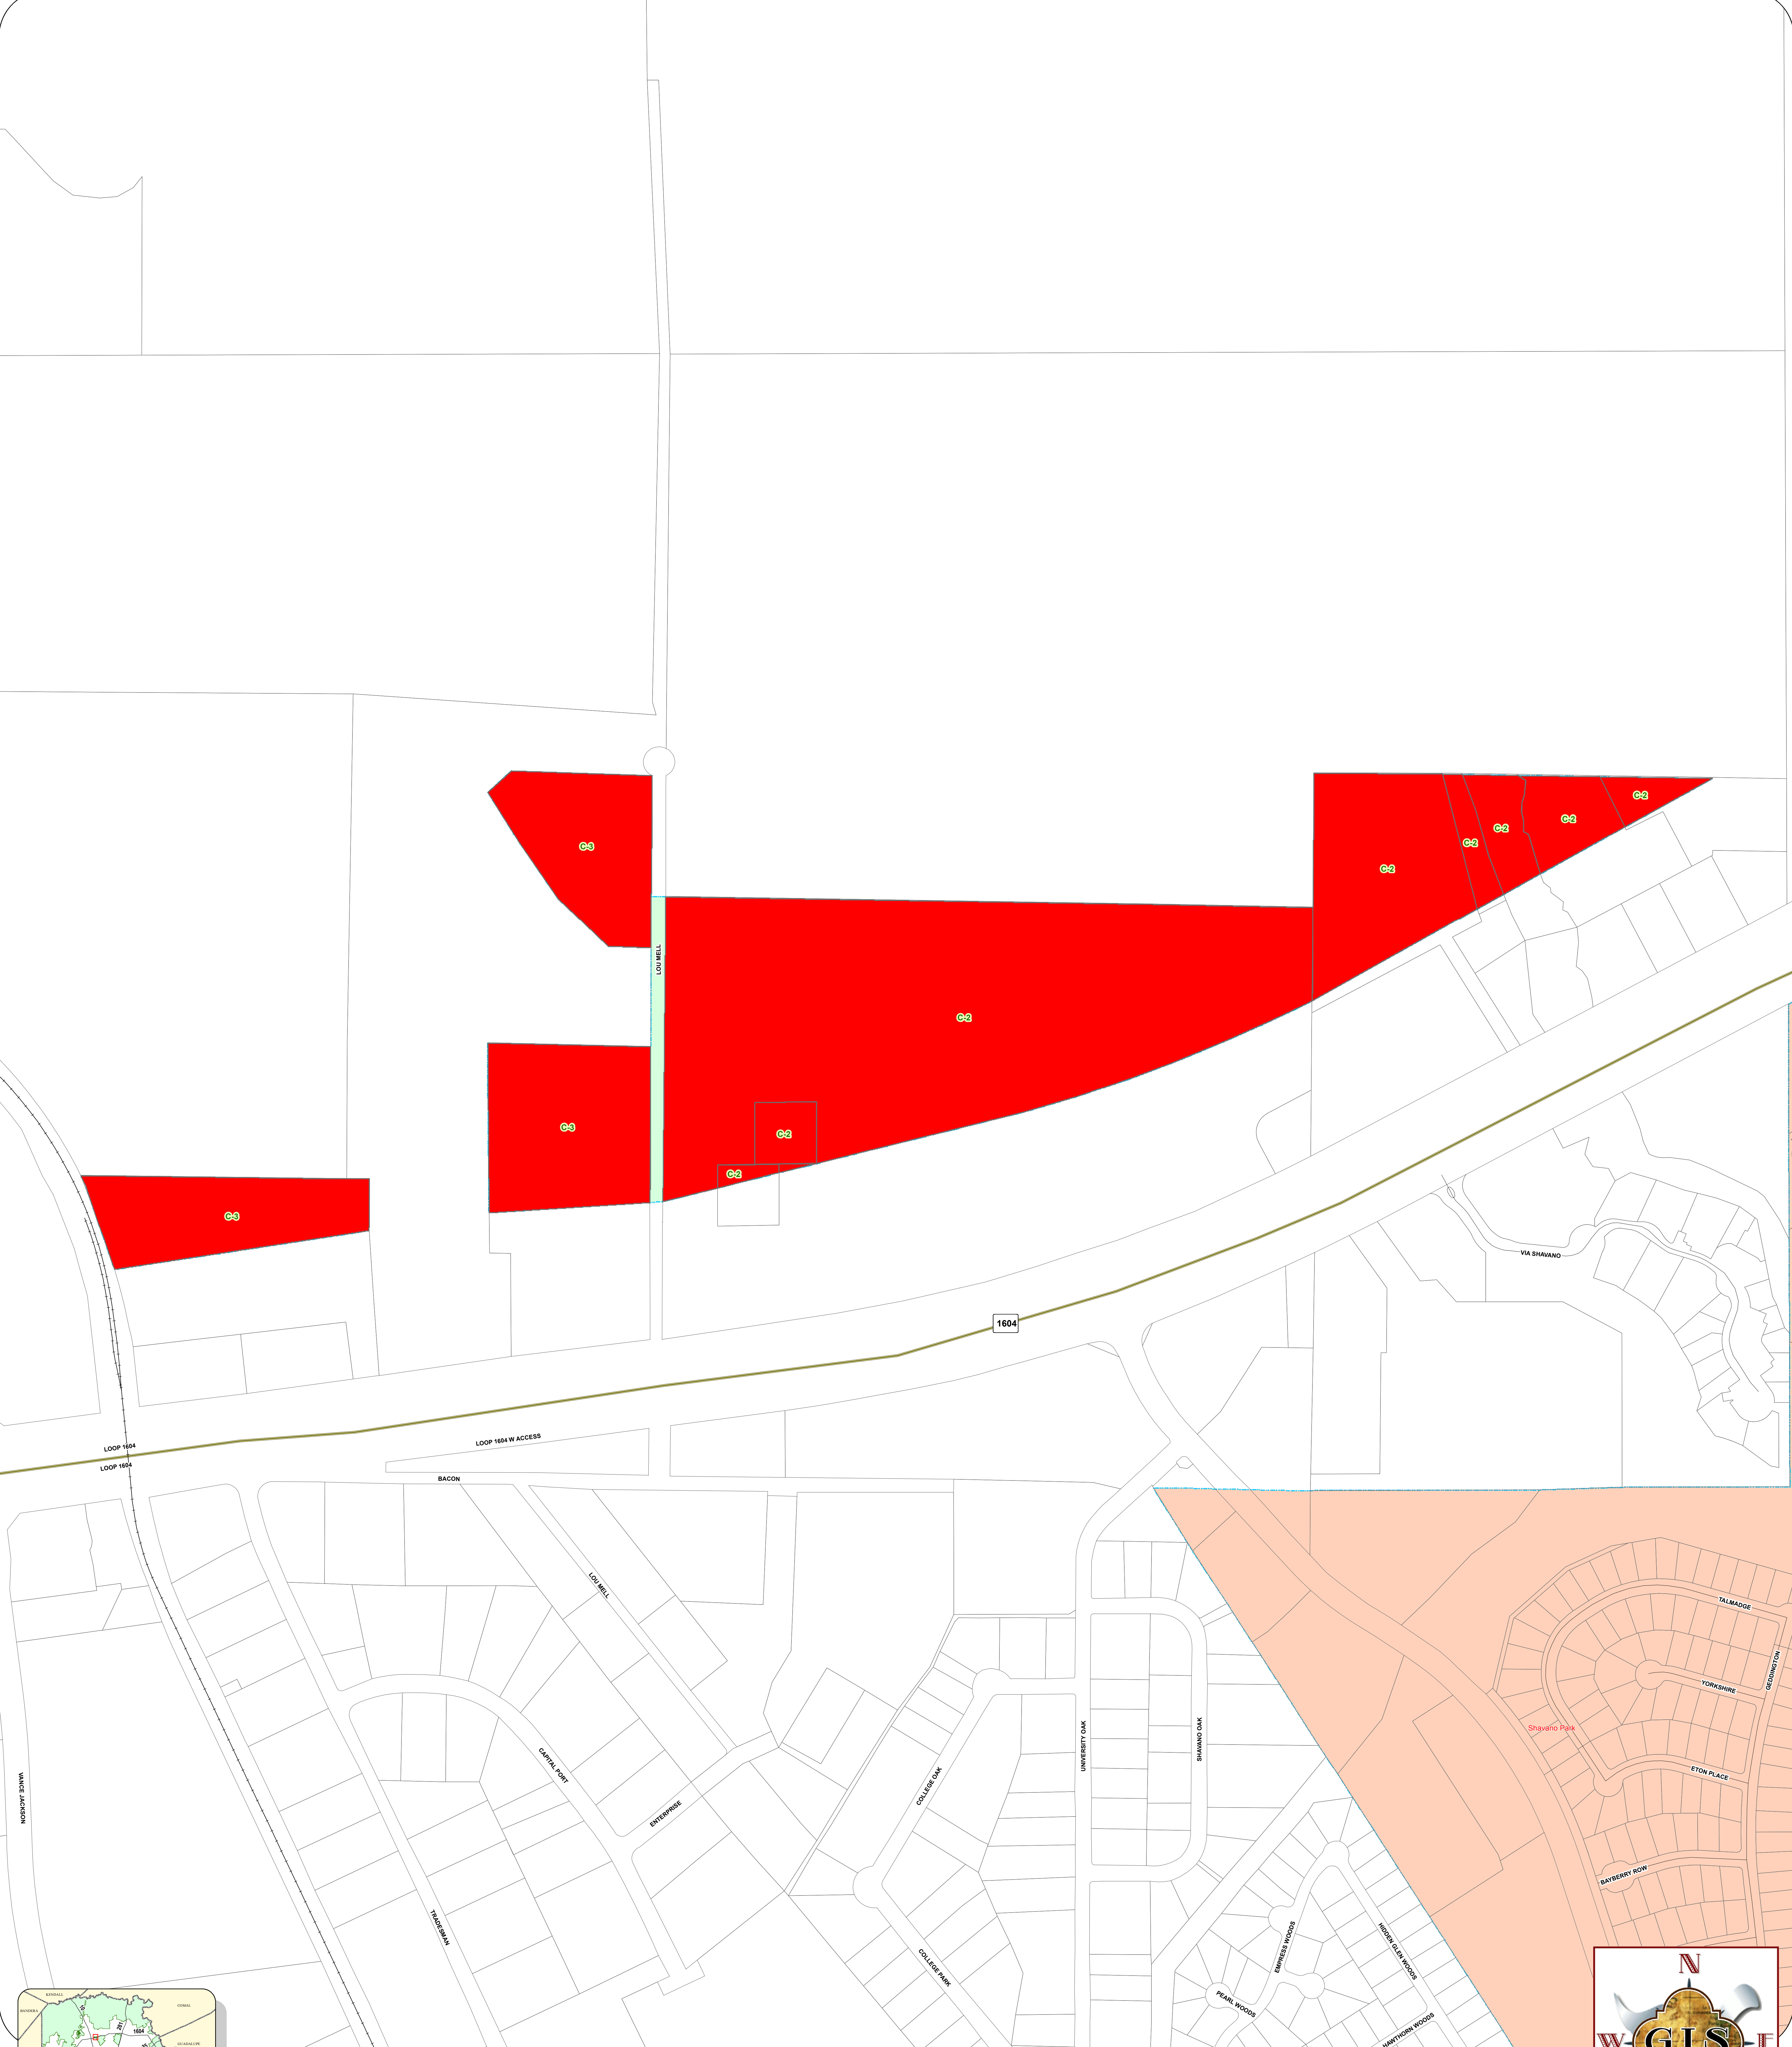 C-2
C-3
C-2
C-2
C-2
C-2
LOU MELL
C-2
C-3
C-2
C-2
C-3
VIA SHAVANO
1604
LOOP 1604
LOOP 1604 W ACCESS
LOOP 1604
BACON
LOU MELL
TALMADGE
GEDDINGTON
YORKSHIRE
Shavano Park
UNIVERSITY OAK
SHAVANO OAK
CAPITAL PORT
ETON PLACE
COLLEGE OAK
VANCE JACKSON
ENTERPRISE
BAYBERRY ROW
TRADESMAN
EMPRESS WOODS
HIDDEN GLEN WOODS
COLLEGE PARK
PEARL WOODS
HAWTHORN WOODS
KENDALL
COMAL
BANDERA
281
1604
GUADALUPE
N
W GIS E